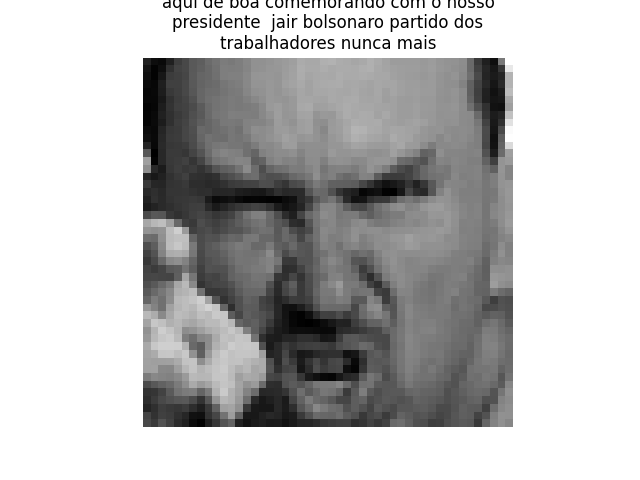 aqui de boa comemorando com o nosso
presidente  jair bolsonaro partido dos
trabalhadores nunca mais